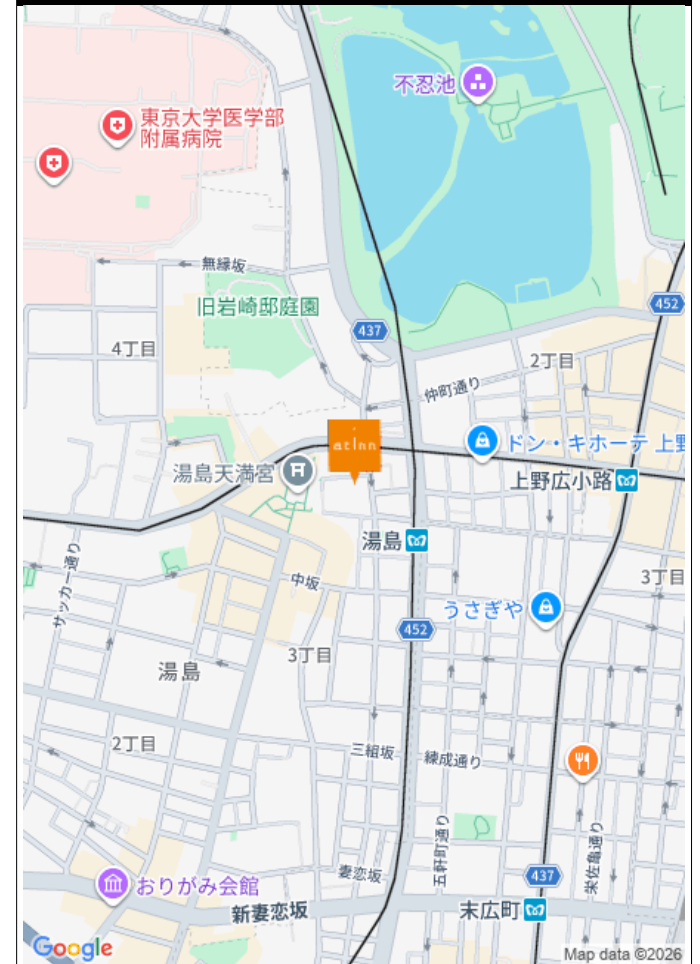 不忍池
東京大学医学部
附属病院
無縁坂
旧岩崎邸庭園
452
437
4丁目
2丁目
仲町通り
at Inn
ドン・キホーテ 上野
湯島天満宮
上野広小路
湯島
サッカー通り
中坂
3丁目
うさぎや
452
3丁目
湯島
2丁目
三組坂
練成通り
五軒町通り
栄佐亀通り
妻恋坂
437
おりがみ会館
新妻恋坂
末広町
Google
Map data ©2026